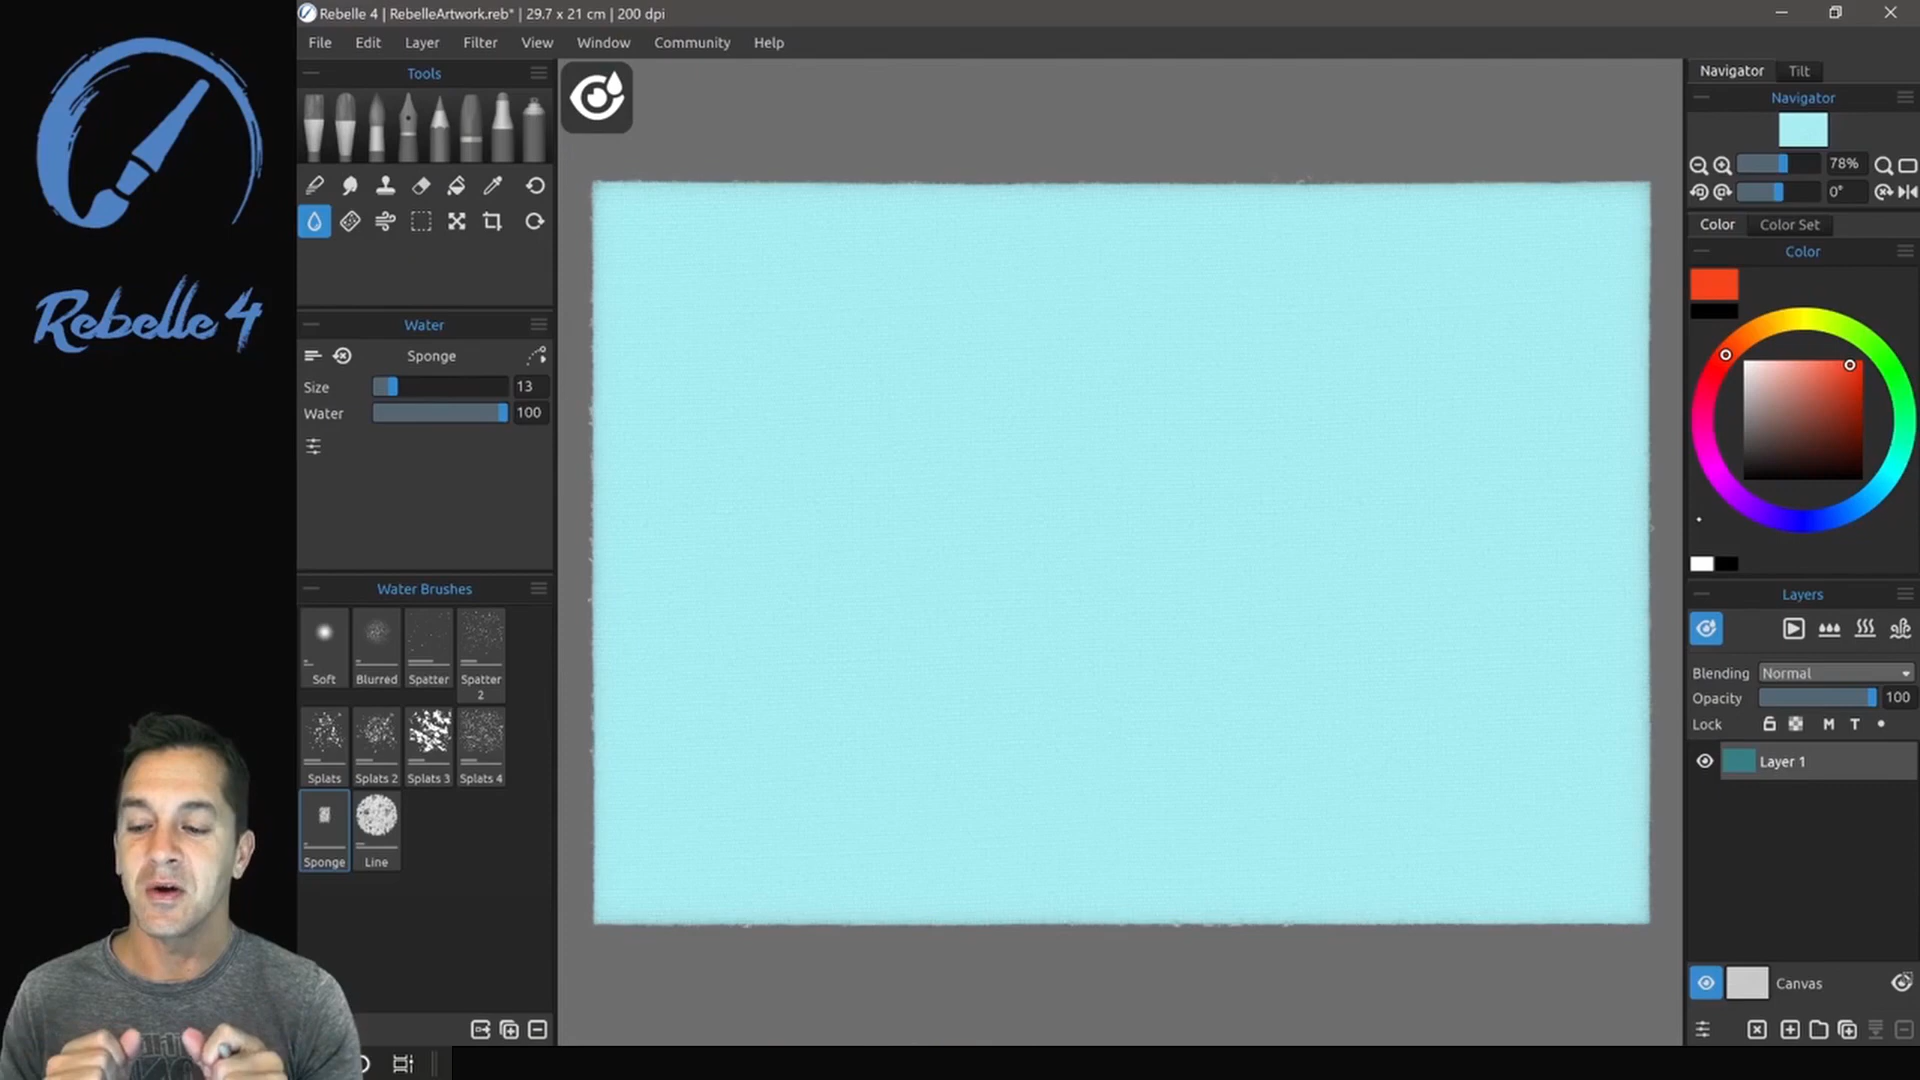 Rebelle 4
Rebelle 4 | RebelleArtwork.reb* | 29.7 x 21 cm | 200 dpi
File Edit Layer Filter View Window Community Help
Tools
Water
Sponge
Size 13
Water 100
Water Brushes
Soft Blurred Spatter Spatter 2
Splats Splats 2 Splats 3 Splats 4
Sponge Line
Navigator Tilt
Navigator
78%
0°
Color Color Set
Color
Layers
Blending Normal
Opacity 100
Lock M T
Layer 1
Canvas